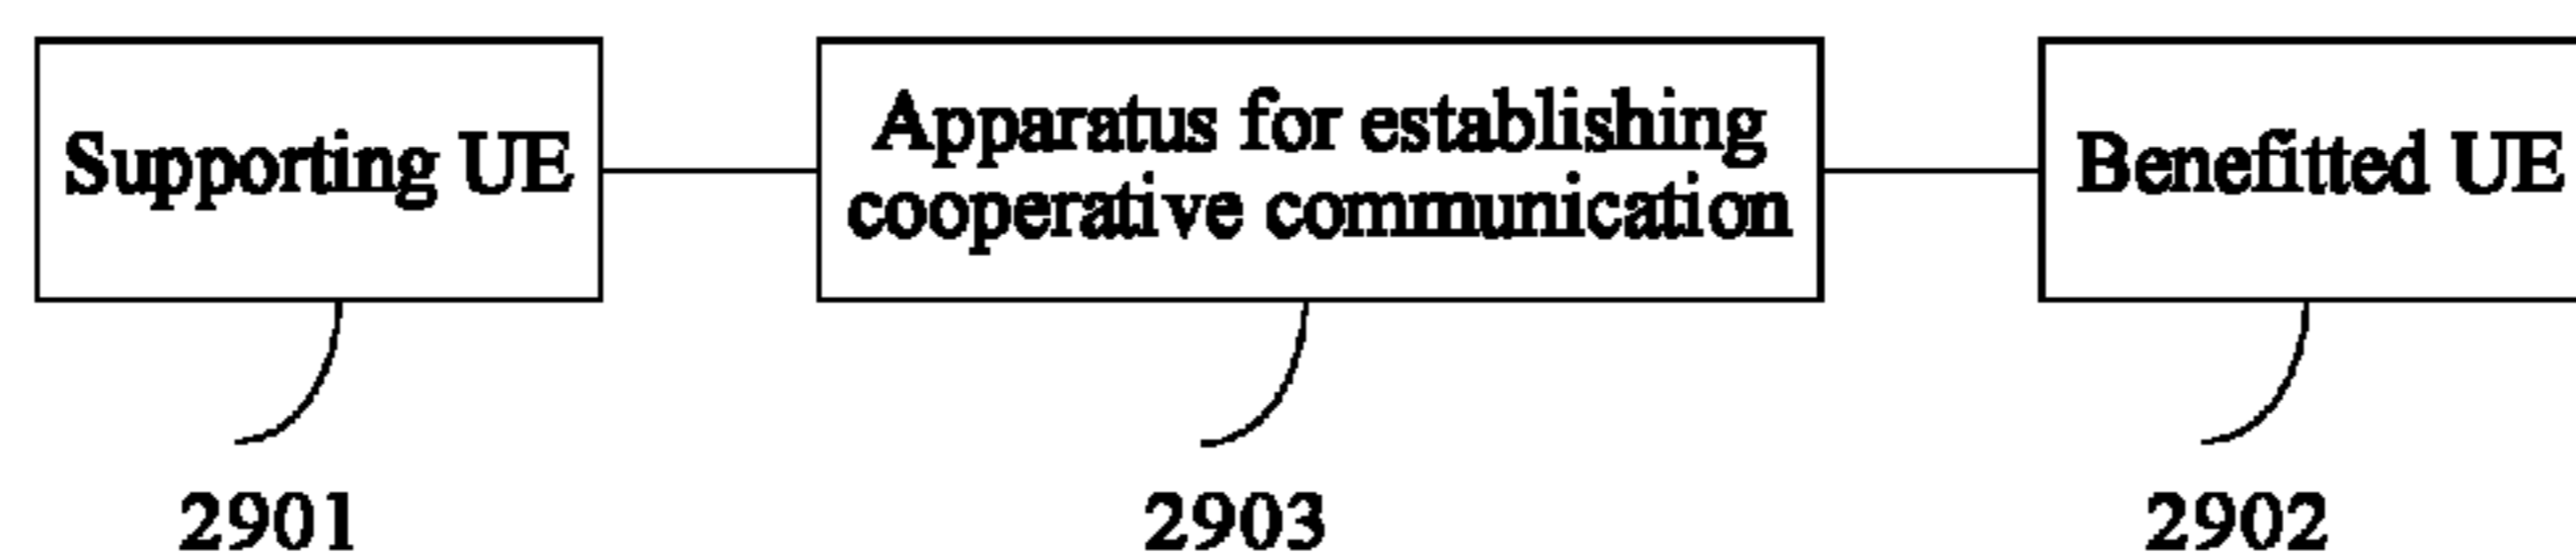 Supporting UE
Apparatus for establishing
cooperative communication
Benefitted UE
2901
2903
2902